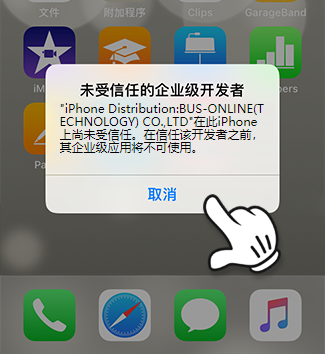 文件
附加程序
Clips
GarageBand
未受信任的企业级开发者
"iPhone Distribution:BUS-ONLINE(T
ECHNOLOGY) CO.,LTD"在此iPhone
上尚未受信任。在信任该开发者之前，
其企业级应用将不可使用。
取消